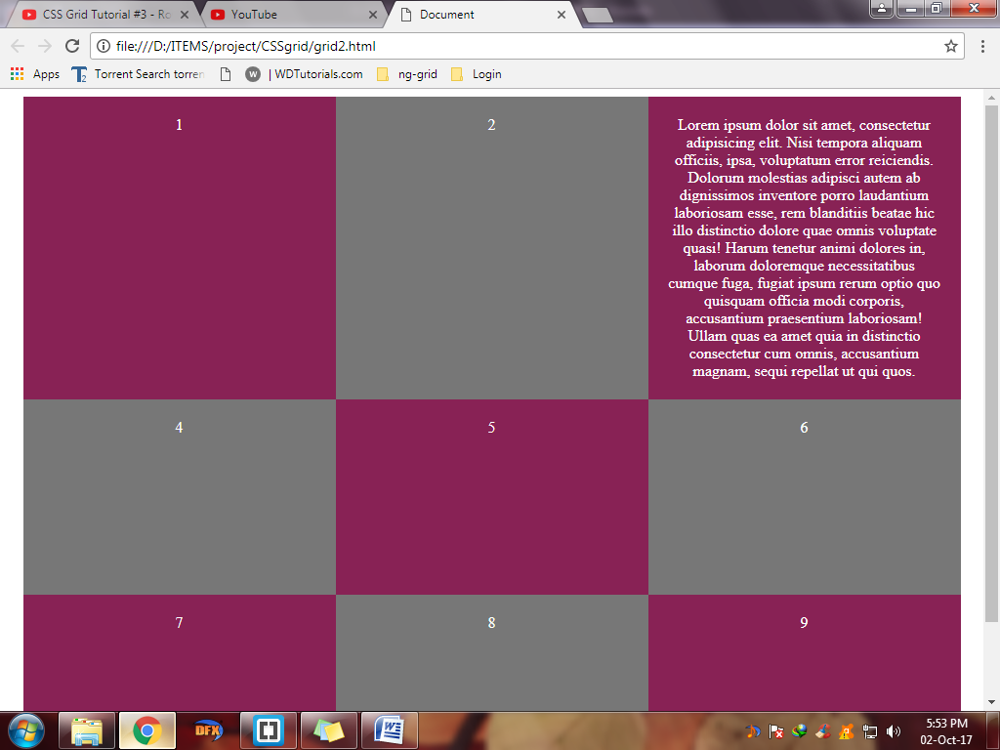 CSS Grid Tutorial #3 - Ro
YouTube
Document
file:///D:/ITEMS/project/CSSgrid/grid2.html
Apps
Torrent Search torren
W
| WDTutorials.com
ng-grid
Login
1
2
Lorem ipsum dolor sit amet, consectetur
adipisicing elit. Nisi tempora aliquam
officiis, ipsa, voluptatum error reiciendis.
Dolorum molestias adipisci autem ab
dignissimos inventore porro laudantium
laboriosam esse, rem blanditiis beatae hic
illo distinctio dolore quae omnis voluptate
quasi! Harum tenetur animi dolores in,
laborum doloremque necessitatibus
cumque fuga, fugiat ipsum rerum optio quo
quisquam officia modi corporis,
accusantium praesentium laboriosam!
Ullam quas ea amet quia in distinctio
consectetur cum omnis, accusantium
magnam, sequi repellat ut qui quos.
4
5
6
7
8
9
DFX
W
5:53 PM
02-Oct-17